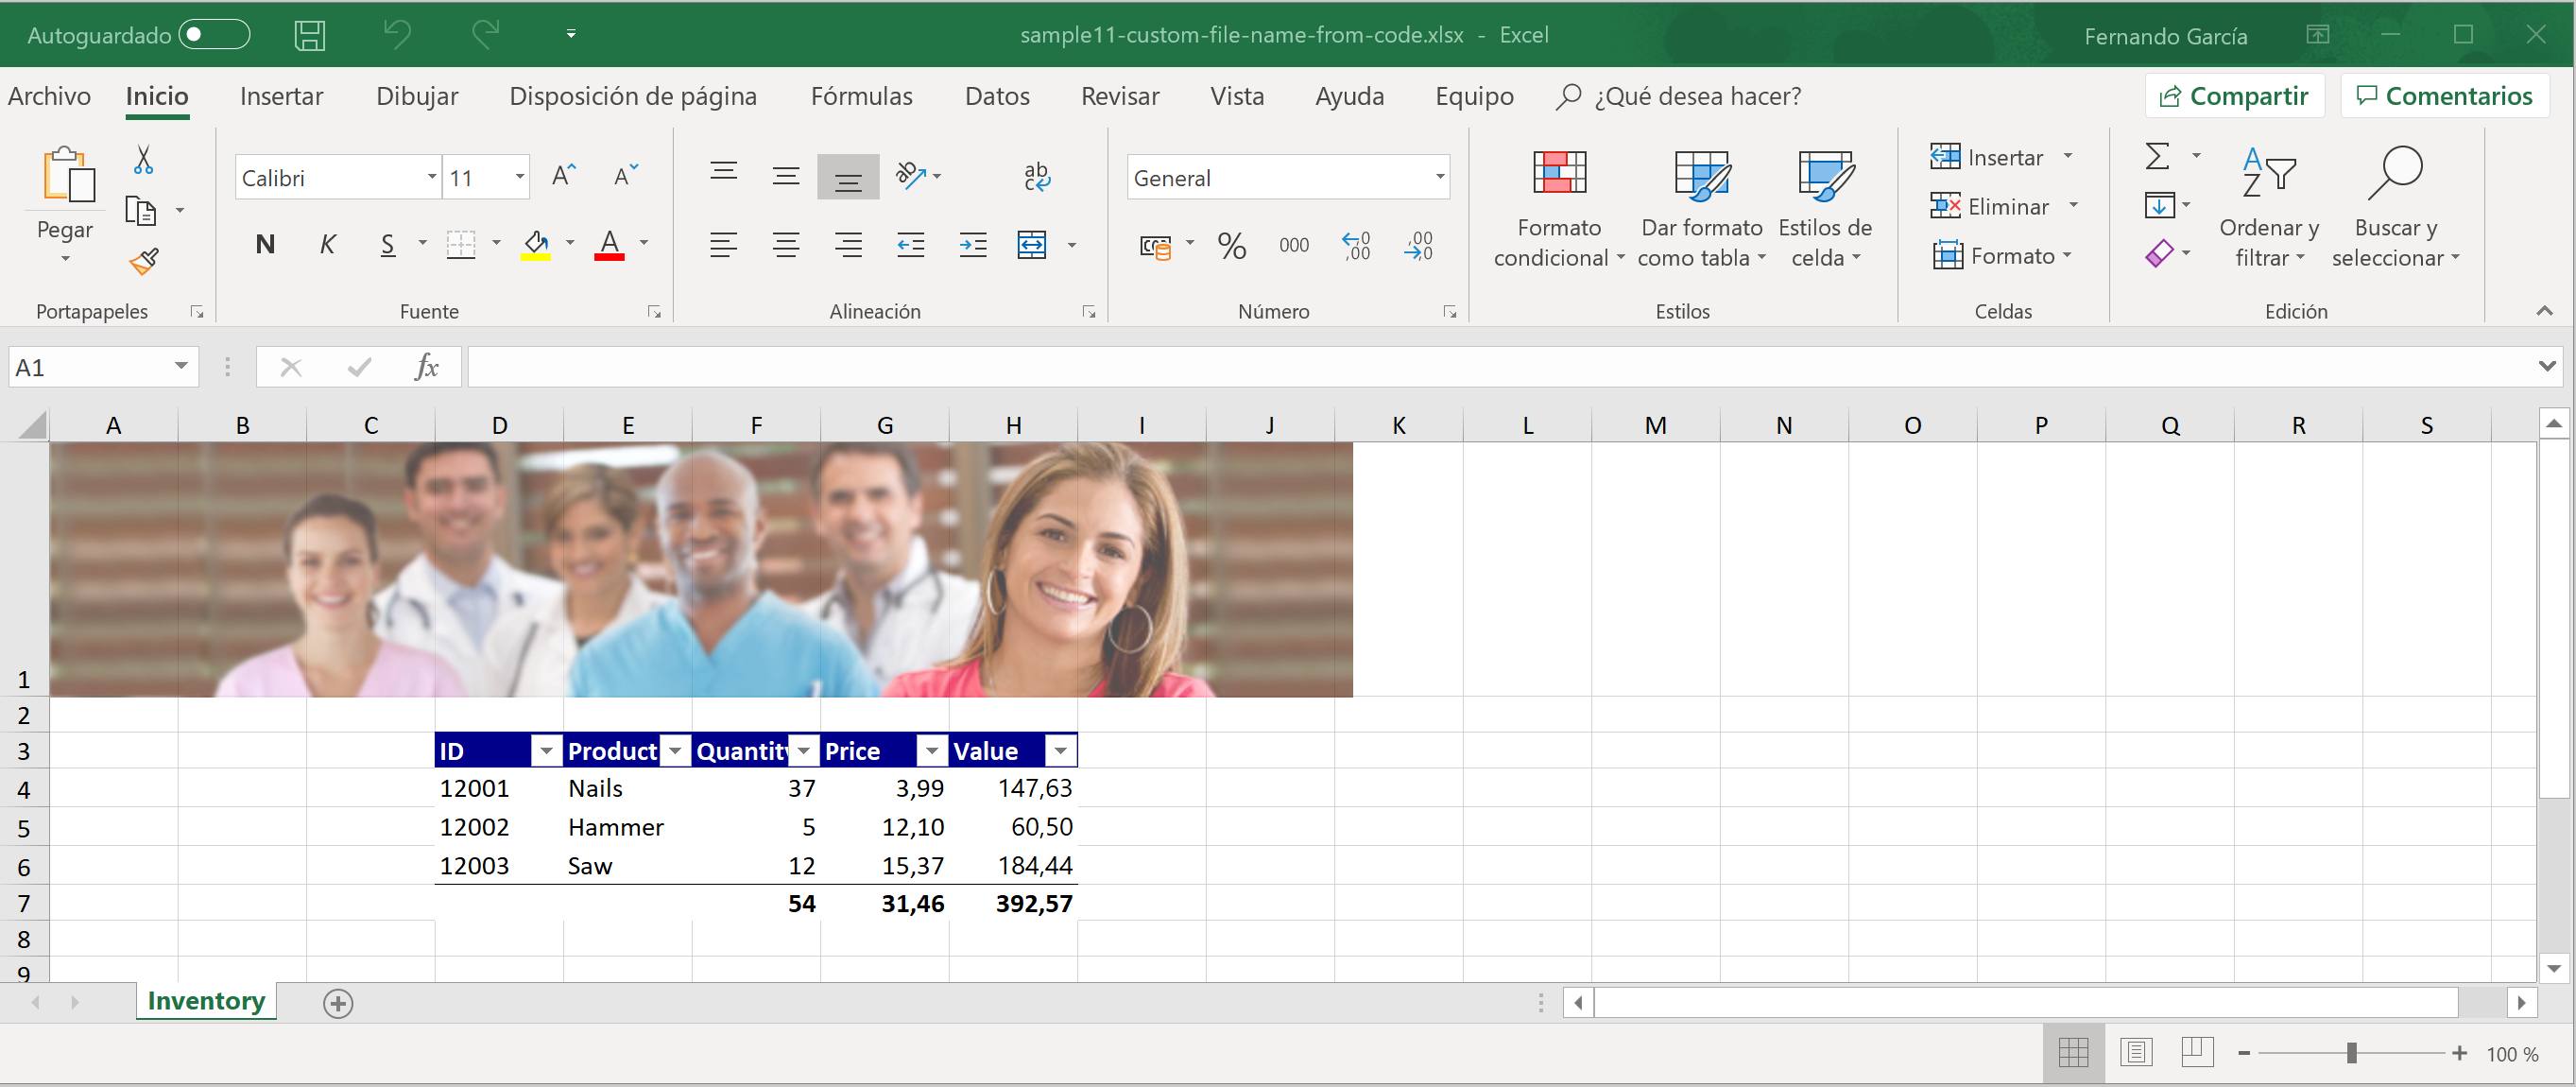 Autoguardado sample11-custom-file-name-from-code.xlsx - Excel Fernando García
Archivo Inicio Insertar Dibujar Disposición de página Fórmulas Datos Revisar Vista Ayuda Equipo ¿Qué desea hacer? Compartir Comentarios
Pegar
Portapapeles
Calibri 11
N K S A
Fuente
ab
c
Alineación
General
% 000
Número
Formato condicional
Dar formato como tabla
Estilos de celda
Estilos
Insertar
Eliminar
Formato
Celdas
Ordenar y filtrar
Buscar y seleccionar
Edición
A1 fx
A B C D E F G H I J K L M N O P Q R S
1
2
3 ID Product Quantity Price Value
4 12001 Nails 37 3,99 147,63
5 12002 Hammer 5 12,10 60,50
6 12003 Saw 12 15,37 184,44
7 54 31,46 392,57
8
9
Inventory
100 %